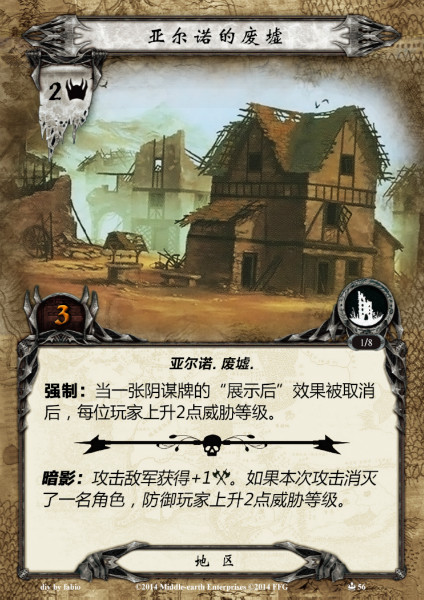 亚尔诺的废墟
2
3
1/8
亚尔诺. 废墟.
强制：当一张阴谋牌的“展示后”效果被取消
后，每位玩家上升2点威胁等级。
暗影：攻击敌军获得+1。如果本次攻击消灭
了一名角色，防御玩家上升2点威胁等级。
地 区
diy by fabio ©2014 Middle-earth Enterprises ©2014 FFG 56